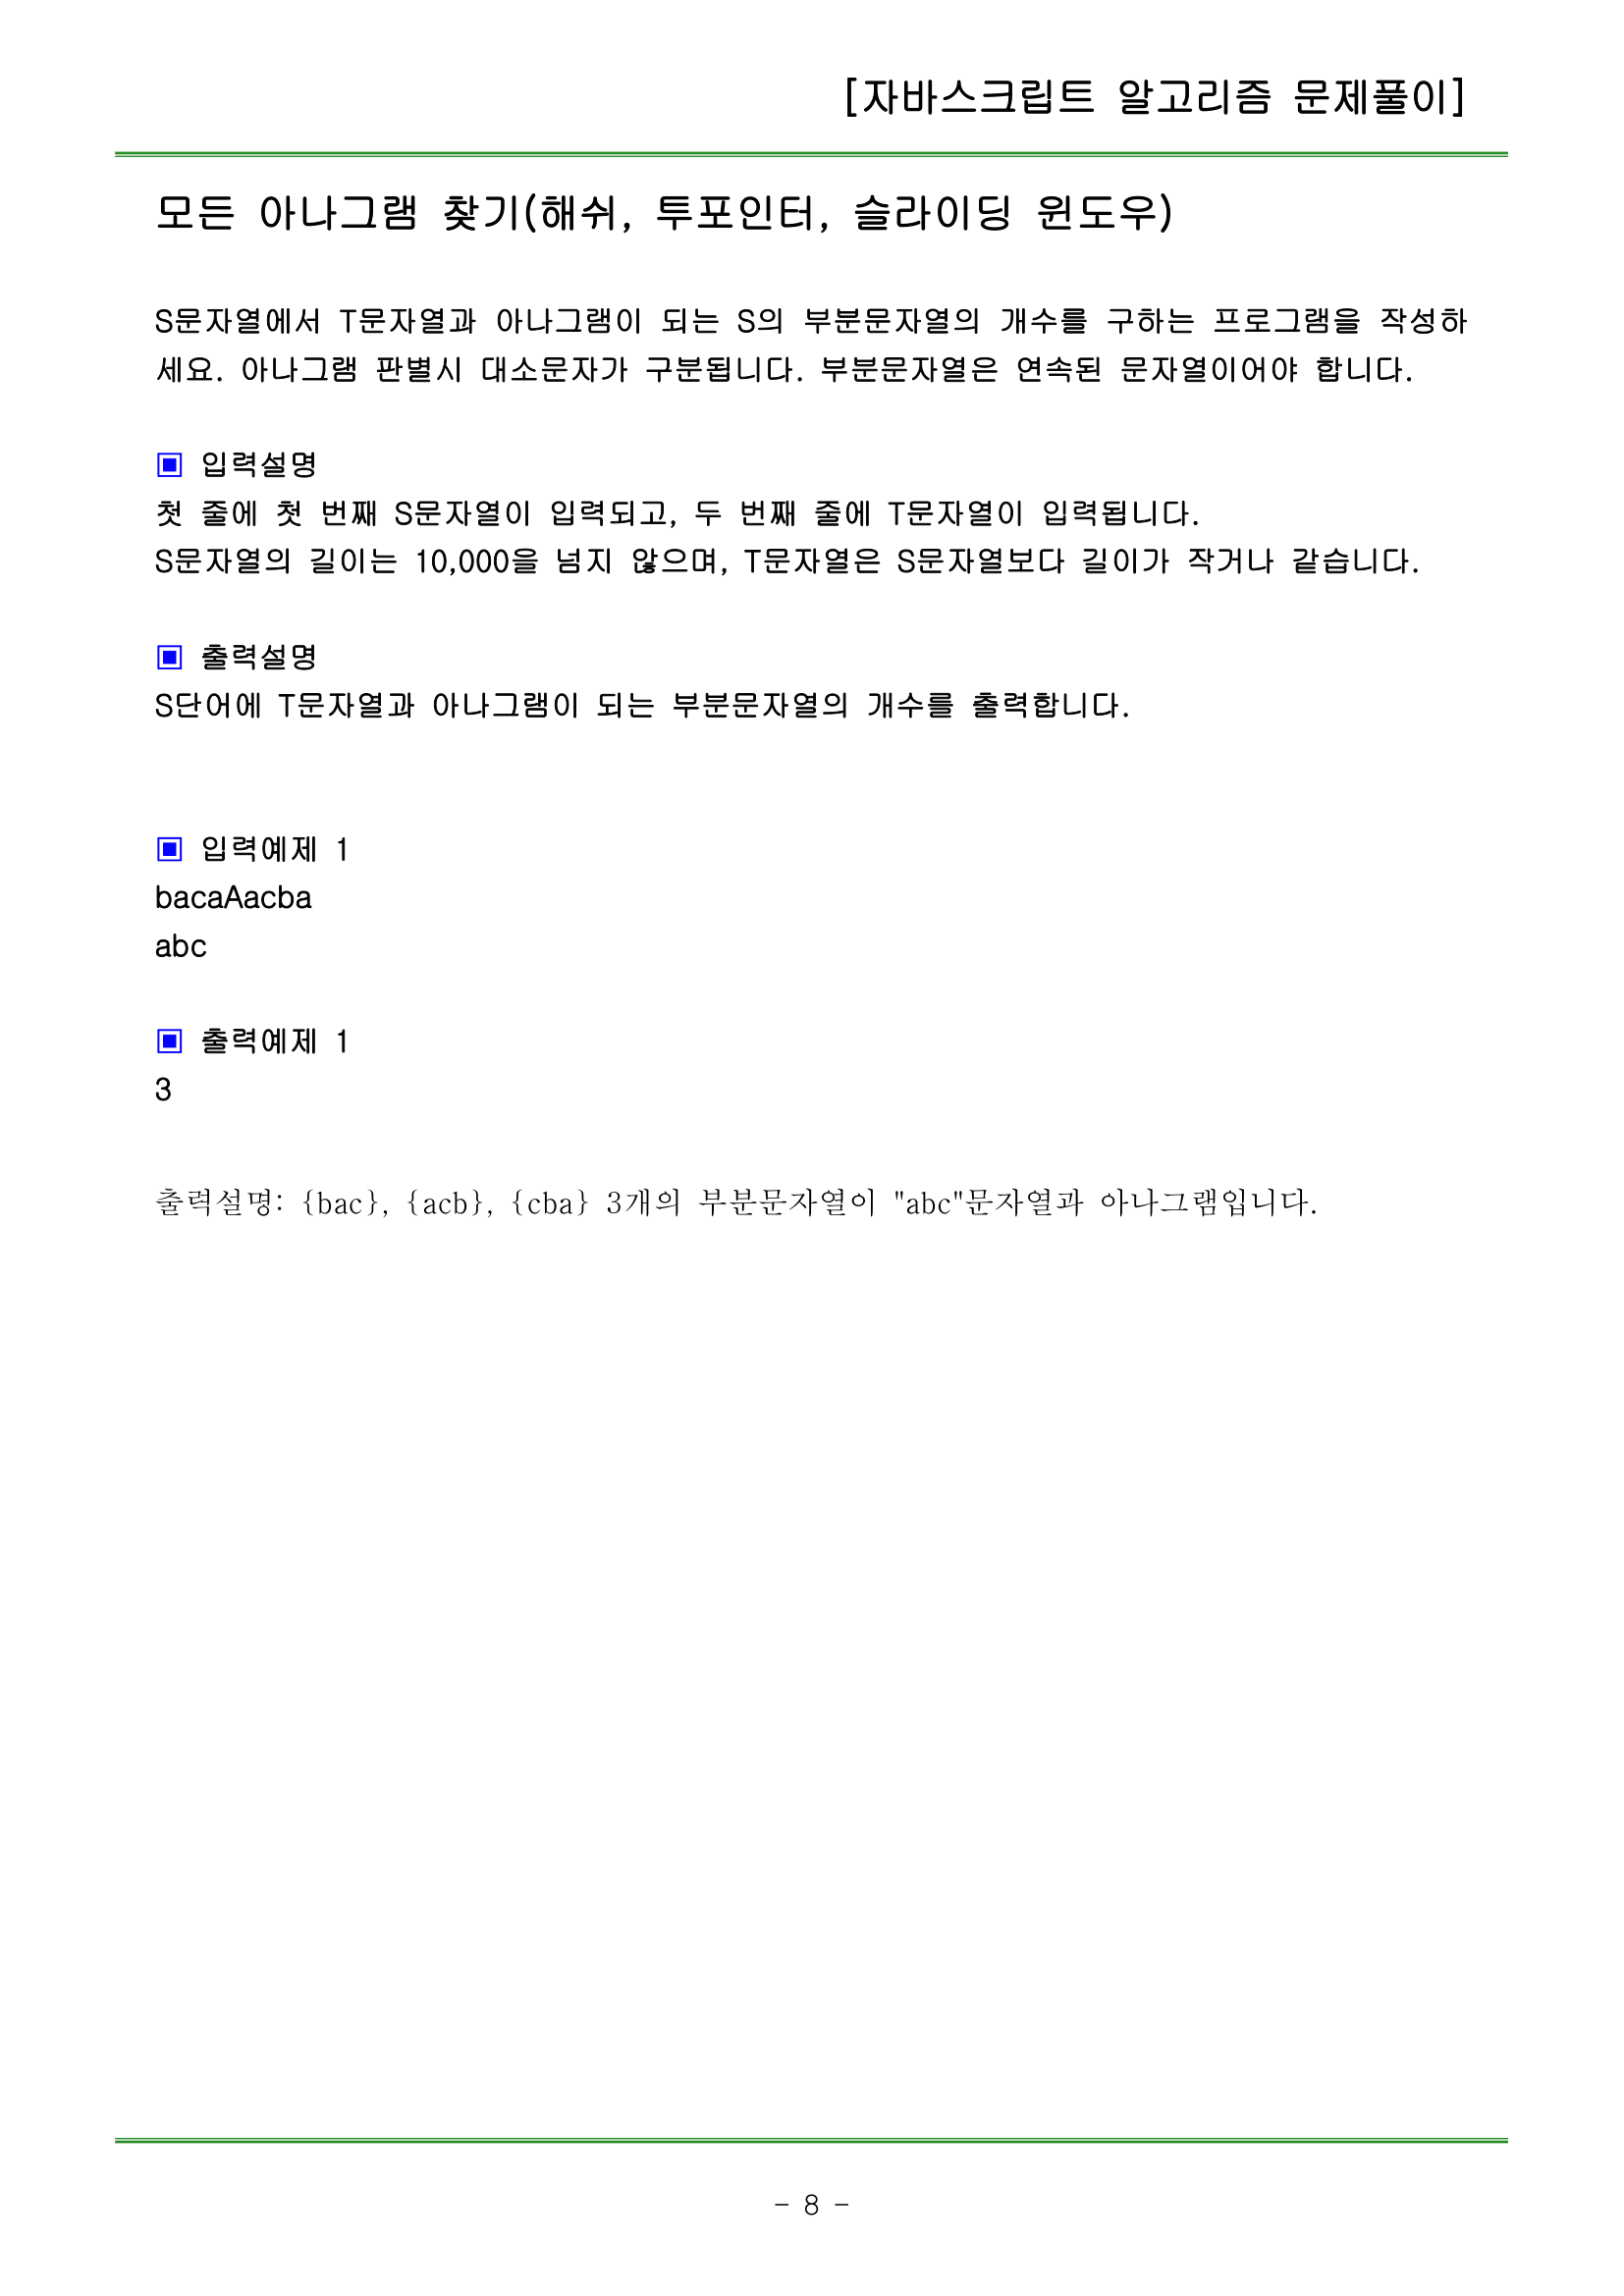 [자바스크립트 알고리즘 문제풀이]
모든 아나그램 찾기(해쉬, 투포인터, 슬라이딩 윈도우)
S문자열에서 T문자열과 아나그램이 되는 S의 부분문자열의 개수를 구하는 프로그램을 작성하
세요. 아나그램 판별시 대소문자가 구분됩니다. 부분문자열은 연속된 문자열이어야 합니다.
▣ 입력설명
첫 줄에 첫 번째 S문자열이 입력되고, 두 번째 줄에 T문자열이 입력됩니다.
S문자열의 길이는 10,000을 넘지 않으며, T문자열은 S문자열보다 길이가 작거나 같습니다.
▣ 출력설명
S단어에 T문자열과 아나그램이 되는 부분문자열의 개수를 출력합니다.
▣ 입력예제 1
bacaAacba
abc
▣ 출력예제 1
3
출력설명: {bac}, {acb}, {cba} 3개의 부분문자열이 "abc"문자열과 아나그램입니다.
- 8 -